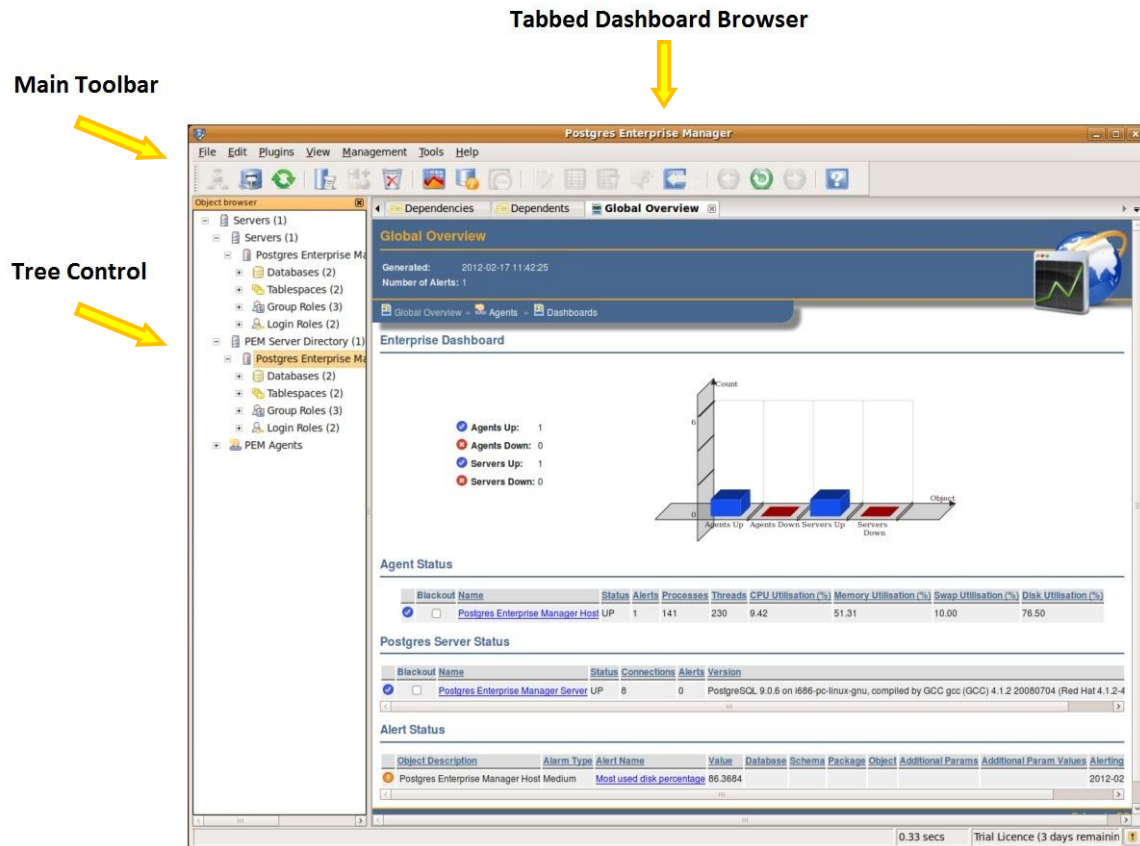 Tabbed Dashboard Browser
Main Toolbar
Tree Control
Postgres Enterprise Manager
File Edit Plugins View Management Tools Help
Object browser
Servers (1)
Servers (1)
Postgres Enterprise Ma
Databases (2)
Tablespaces (2)
Group Roles (3)
Login Roles (2)
PEM Server Directory (1)
Postgres Enterprise Ma
Databases (2)
Tablespaces (2)
Group Roles (3)
Login Roles (2)
PEM Agents
Dependencies Dependents Global Overview
Global Overview
Generated: 2012-02-17 11:42:25
Number of Alerts: 1
Global Overview » Agents » Dashboards
Enterprise Dashboard
Agents Up: 1
Agents Down: 0
Servers Up: 1
Servers Down: 0
Count
6
0
Object
Agents Up Agents Down Servers Up Servers
Down
Agent Status
Blackout Name Status Alerts Processes Threads CPU Utilisation (%) Memory Utilisation (%) Swap Utilisation (%) Disk Utilisation (%)
Postgres Enterprise Manager Host UP 1 141 230 9.42 51.31 10.00 76.50
Postgres Server Status
Blackout Name Status Connections Alerts Version
Postgres Enterprise Manager Server UP 8 0 PostgreSQL 9.0.6 on i686-pc-linux-gnu, compiled by GCC gcc (GCC) 4.1.2 20080704 (Red Hat 4.1.2-4
Alert Status
Object Description Alarm Type Alert Name Value Database Schema Package Object Additional Params Additional Param Values Alerting
Postgres Enterprise Manager Host Medium Most used disk percentage 86.3684 2012-02
0.33 secs Trial Licence (3 days remainin